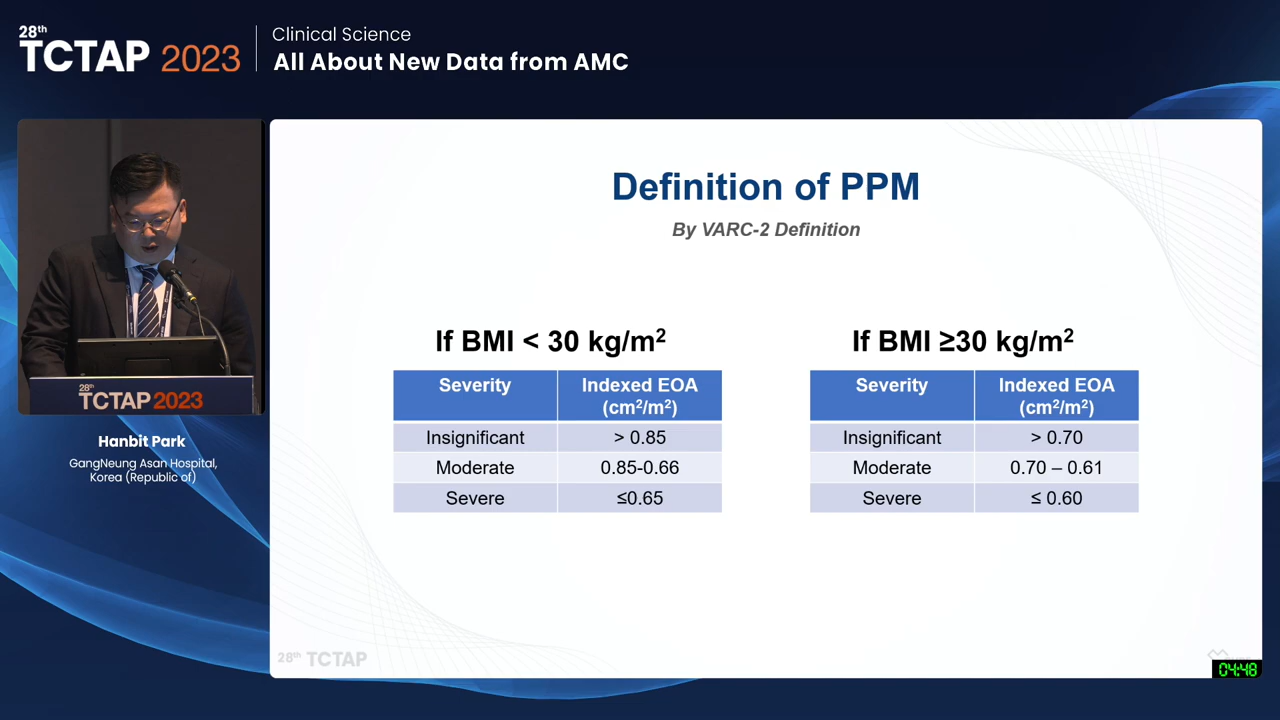 28th
TCTAP 2023
Clinical Science
All About New Data from AMC
28th
TCTAP 2023
Hanbit Park
GangNeung Asan Hospital,
Korea (Republic of)
Definition of PPM
By VARC-2 Definition
If BMI < 30 kg/m²
Severity Indexed EOA
(cm²/m²)
Insignificant > 0.85
Moderate 0.85-0.66
Severe ≤0.65
If BMI ≥30 kg/m²
Severity Indexed EOA
(cm²/m²)
Insignificant > 0.70
Moderate 0.70 – 0.61
Severe ≤ 0.60
28th TCTAP
04:48